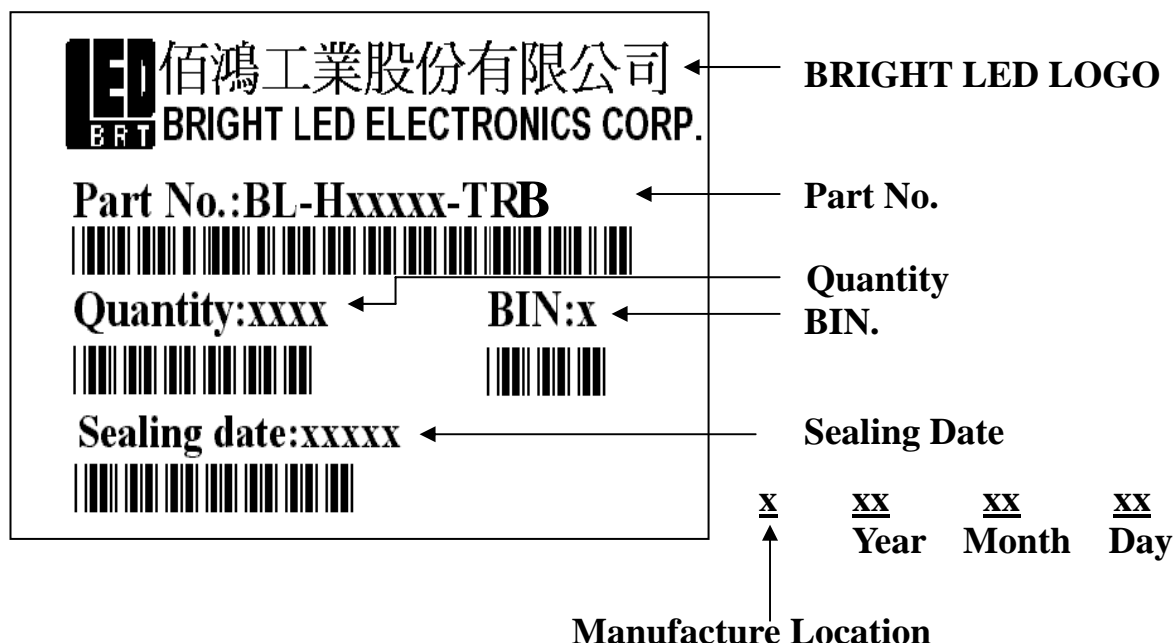 LED 佰鴻工業股份有限公司 BRIGHT LED LOGO
BRT BRIGHT LED ELECTRONICS CORP.
Part No.:BL-Hxxxxx-TRB Part No.
Quantity
Quantity:xxxx BIN:x BIN.
Sealing date:xxxxx Sealing Date
x xx xx xx
Year Month Day
Manufacture Location